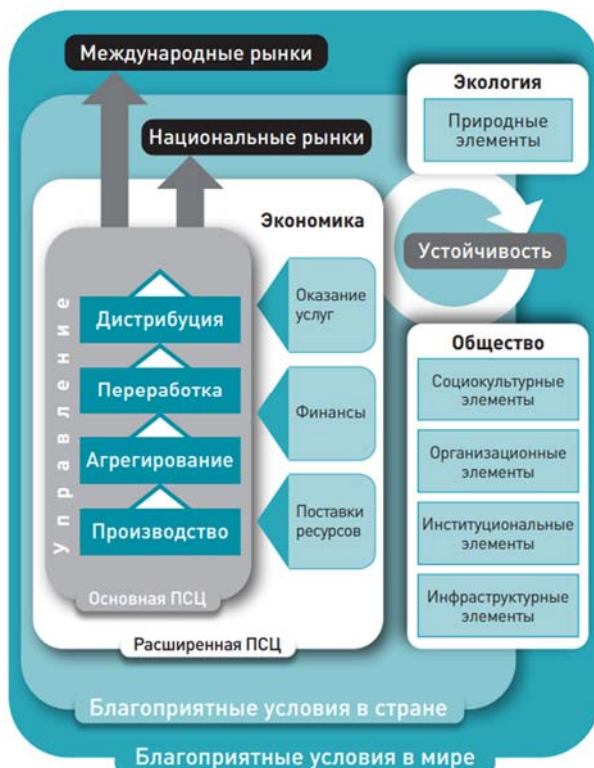 Международные рынки
Национальные рынки
Экология
Природные
элементы
Устойчивость
Экономика
Управление
Дистрибуция
Переработка
Агрегирование
Производство
Основная ПСЦ
Оказание
услуг
Финансы
Поставки
ресурсов
Расширенная ПСЦ
Общество
Социокультурные
элементы
Организационные
элементы
Институциональные
элементы
Инфраструктурные
элементы
Благоприятные условия в стране
Благоприятные условия в мире